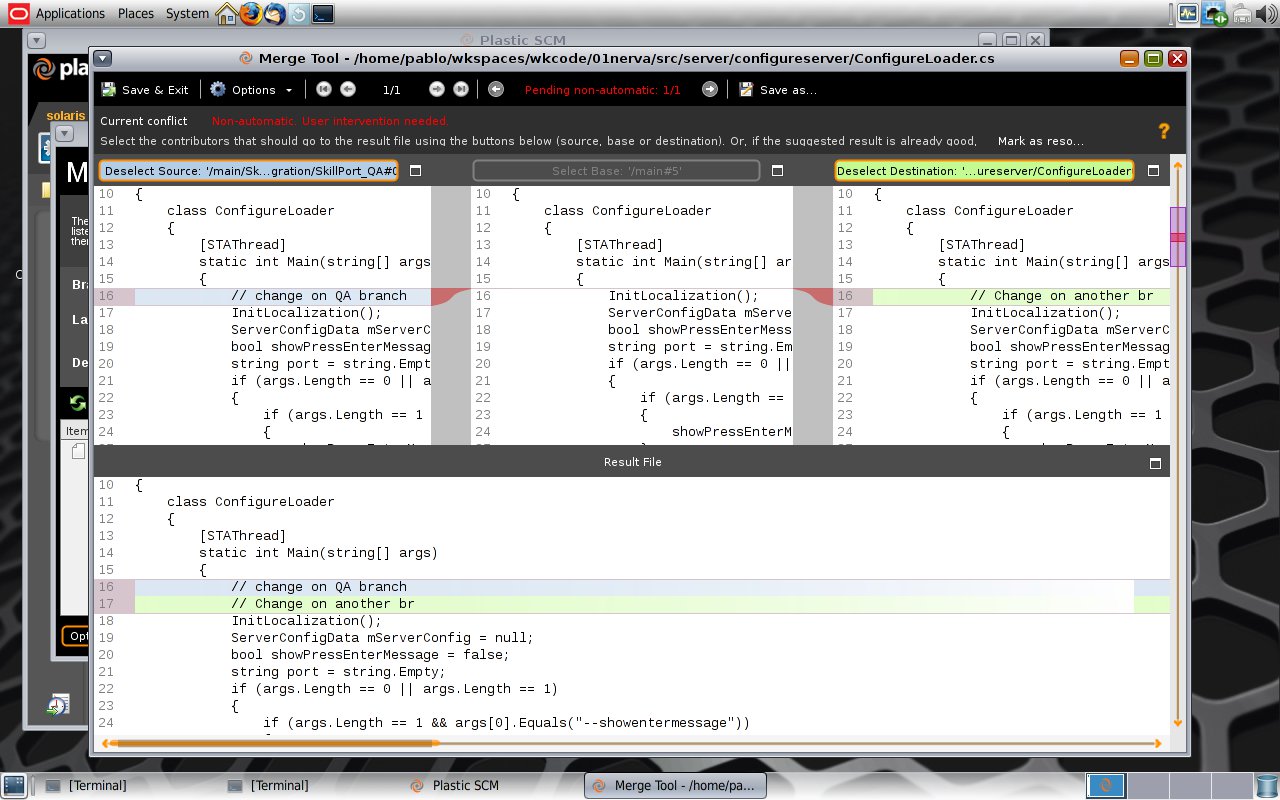 Applications Places System
Plastic SCM
Merge Tool - /home/pablo/wkspaces/wkcode/01nerva/src/server/configureserver/ConfigureLoader.cs
pla
solaris
M
The
liste
Bra
La
De
Item
Opt
Save & Exit Options 1/1 Pending non-automatic: 1/1 Save as...
Current conflict Non-automatic. User intervention needed.
Select the contributors that should go to the result file using the buttons below (source, base or destination). Or, if the suggested result is already good, Mark as reso...
?
Deselect Source: '/main/Sk...gration/SkillPort_QA#0
Deselect Base: '/main#5'
Deselect Destination: '...ureserver/ConfigureLoader
10 {
11 class ConfigureLoader
12 {
13 [STAThread]
14 static int Main(string[] args
15 {
16 // change on QA branch
17 InitLocalization();
18 ServerConfigData mServerC
19 bool showPressEnterMessag
20 string port = string.Empt
21 if (args.Length == 0 || a
22 {
23 if (args.Length == 1
24 {
10 {
11 class ConfigureLoader
12 {
13 [STAThread]
14 static int Main(string[] ar
15 {
16 InitLocalization();
17 ServerConfigData mServe
18 bool showPressEnterMess
19 string port = string.Em
20 if (args.Length == 0 ||
21 {
22 if (args.Length ==
23 {
24 showPressEnterM
10 {
11 class ConfigureLoader
12 {
13 [STAThread]
14 static int Main(string[] args
15 {
16 // Change on another br
17 InitLocalization();
18 ServerConfigData mServerC
19 bool showPressEnterMessag
20 string port = string.Empt
21 if (args.Length == 0 || a
22 {
23 if (args.Length == 1
24 {
Result File
10 {
11 class ConfigureLoader
12 {
13 [STAThread]
14 static int Main(string[] args)
15 {
16 // change on QA branch
17 // Change on another br
18 InitLocalization();
19 ServerConfigData mServerConfig = null;
20 bool showPressEnterMessage = false;
21 string port = string.Empty;
22 if (args.Length == 0 || args.Length == 1)
23 {
24 if (args.Length == 1 && args[0].Equals("--showentermessage"))
[Terminal] [Terminal] Plastic SCM Merge Tool - /home/pa...